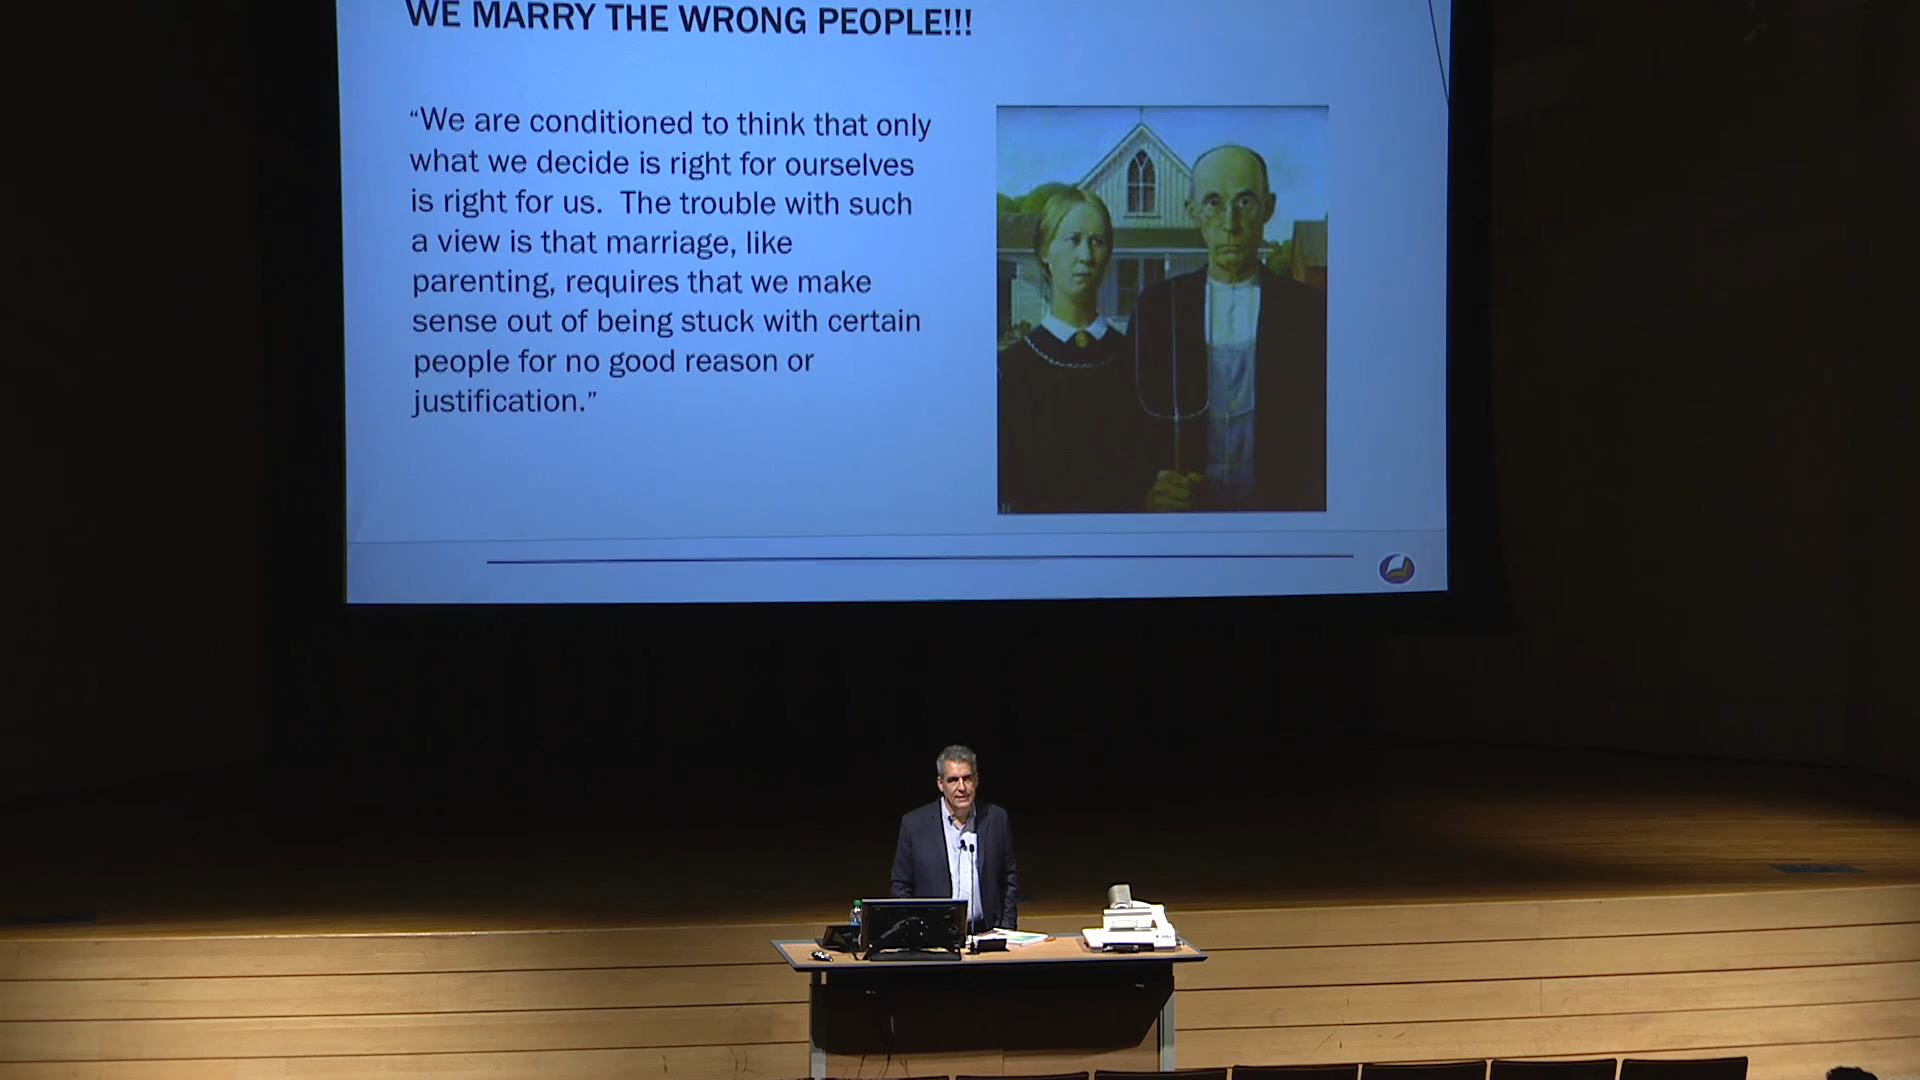 WE MARRY THE WRONG PEOPLE!!!
“We are conditioned to think that only
what we decide is right for ourselves
is right for us.  The trouble with such
a view is that marriage, like
parenting, requires that we make
sense out of being stuck with certain
people for no good reason or
justification.”